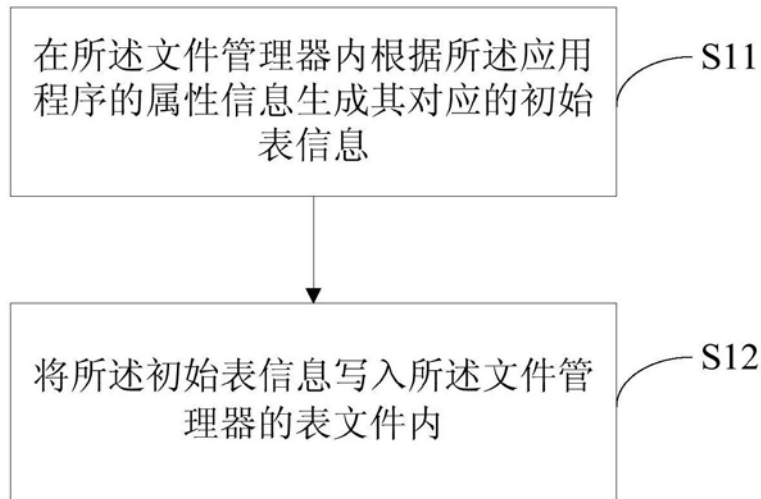 在所述文件管理器内根据所述应用
程序的属性信息生成其对应的初始
表信息
S11
将所述初始表信息写入所述文件管
理器的表文件内
S12